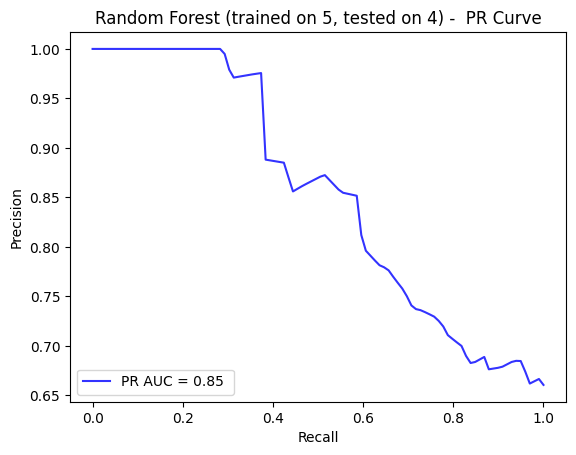 Random Forest (trained on 5, tested on 4) -  PR Curve
1.00
0.95
0.90
0.85
0.80
0.75
0.70
0.65
Precision
PR AUC = 0.85
0.0 0.2 0.4 0.6 0.8 1.0
Recall